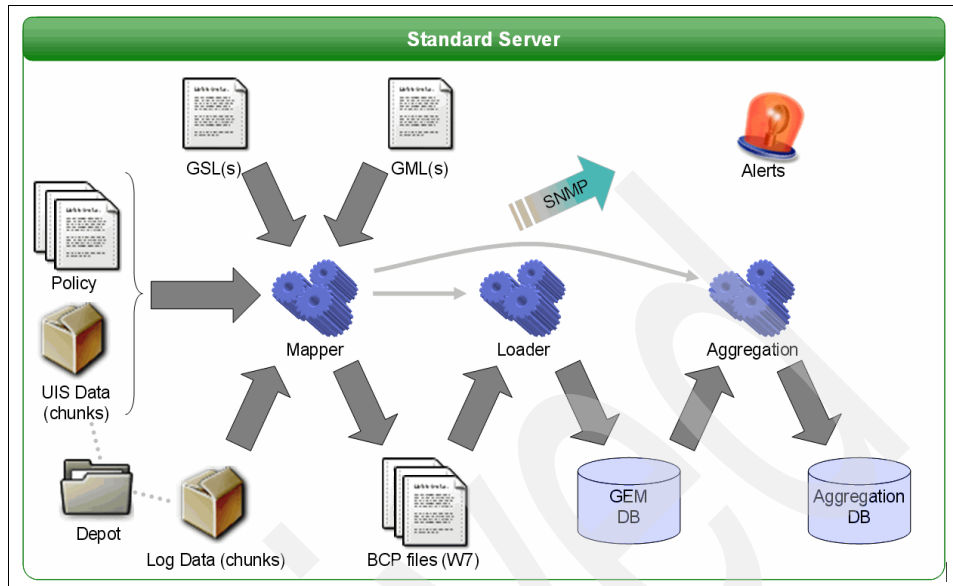 Standard Server
GSL(s)
GML(s)
Alerts
SNMP
Policy
UIS Data
(chunks)
Mapper
Loader
Aggregation
Depot
Log Data (chunks)
BCP files (W7)
GEM
DB
Aggregation
DB